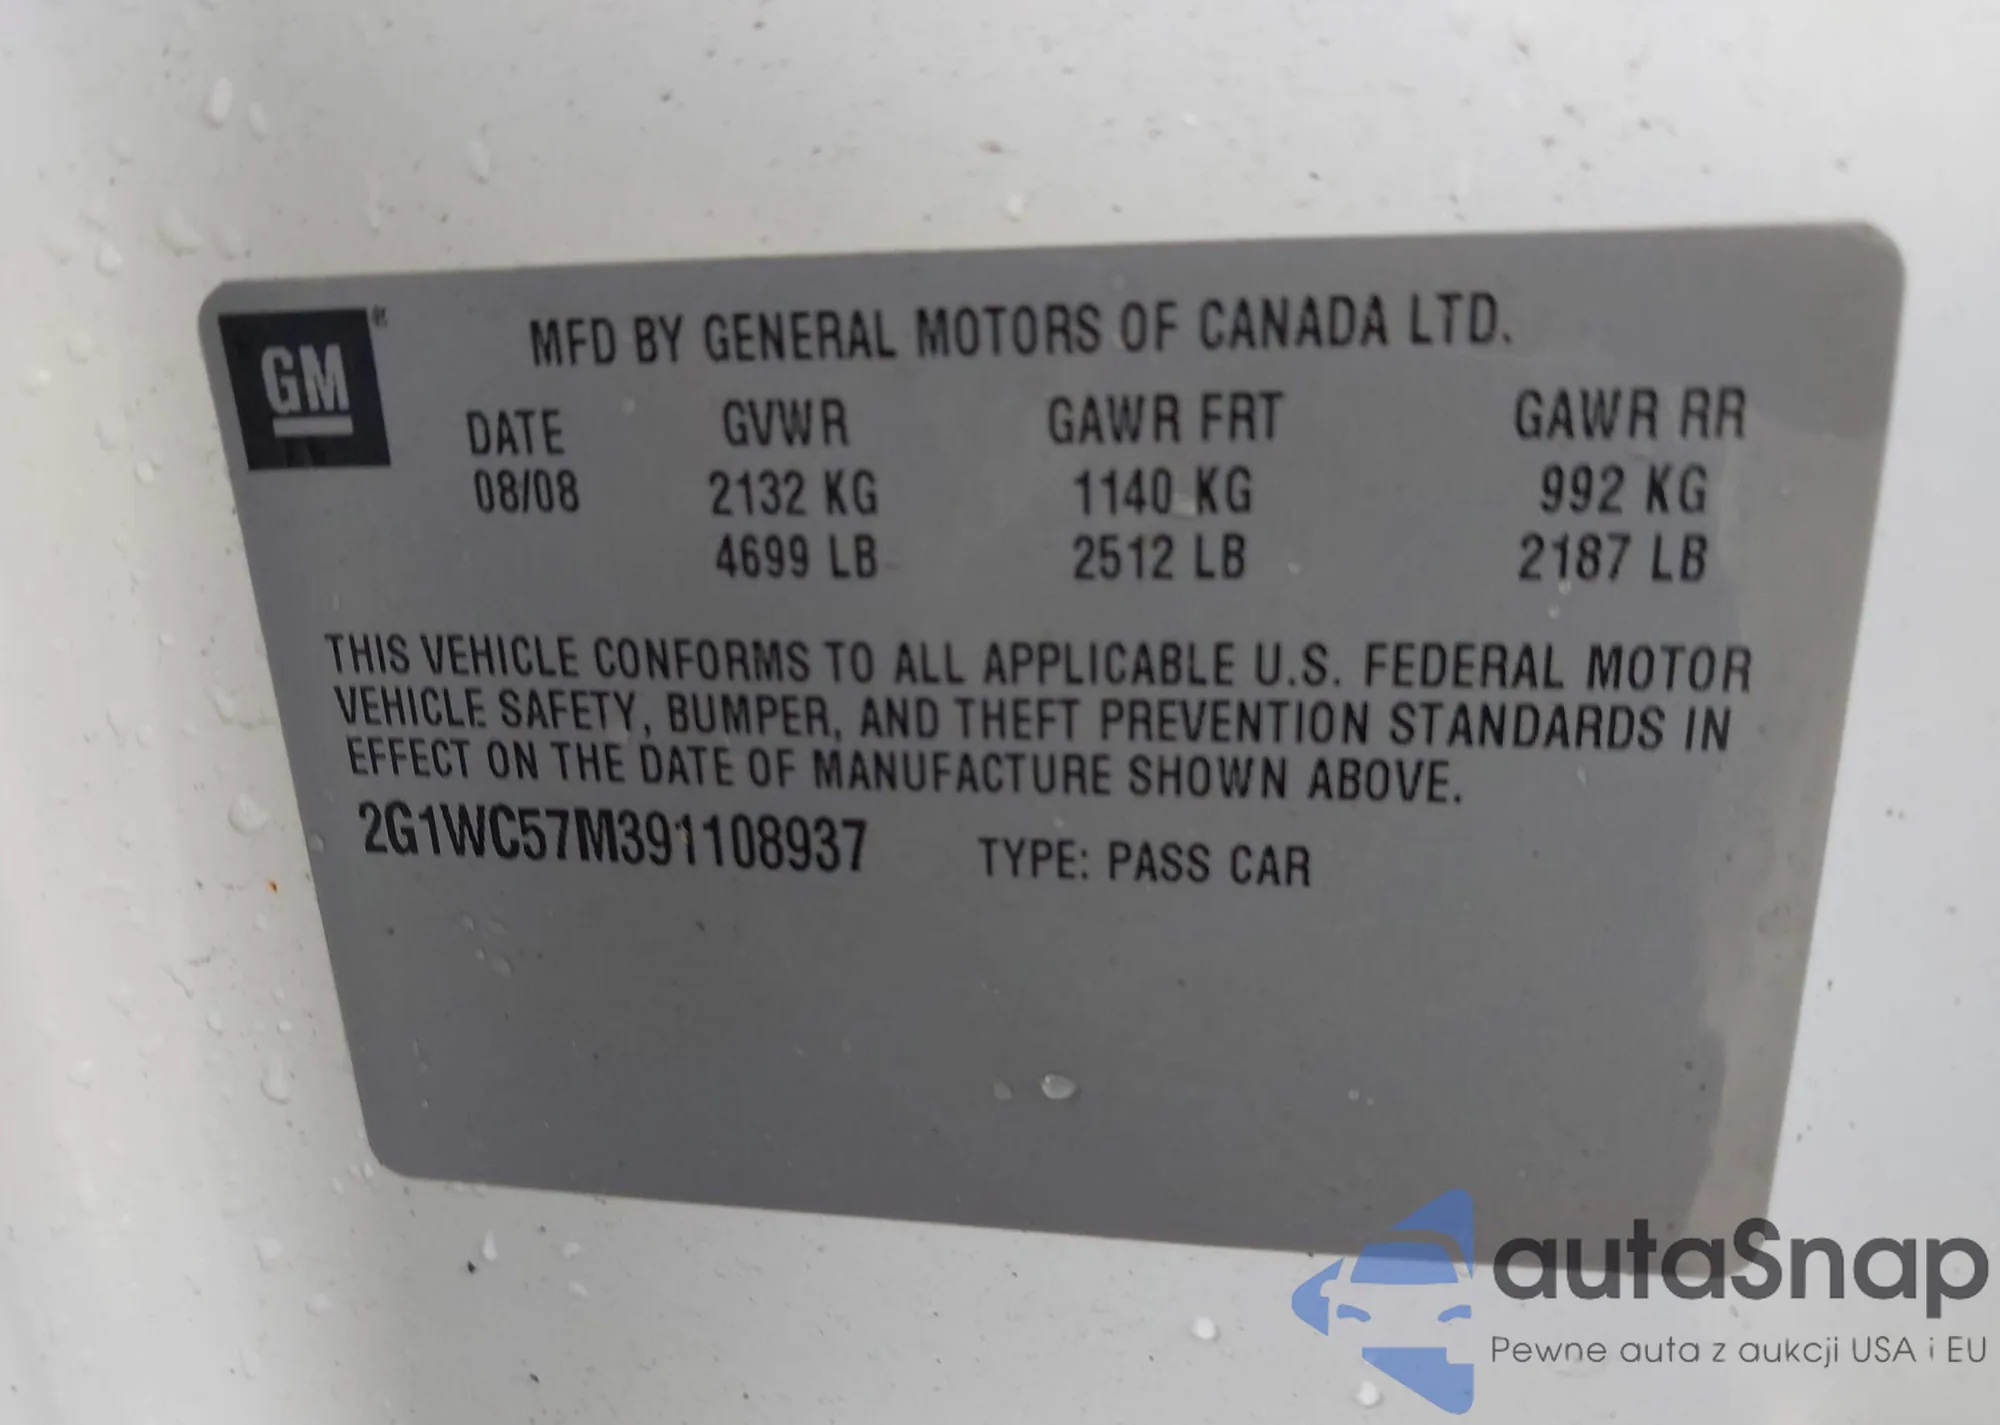 GM®
MFD BY GENERAL MOTORS OF CANADA LTD.
DATE GVWR GAWR FRT GAWR RR
08/08 2132 KG 1140 KG 992 KG
4699 LB 2512 LB 2187 LB
THIS VEHICLE CONFORMS TO ALL APPLICABLE U.S. FEDERAL MOTOR
VEHICLE SAFETY, BUMPER, AND THEFT PREVENTION STANDARDS IN
EFFECT ON THE DATE OF MANUFACTURE SHOWN ABOVE.
2G1WC57M391108937 TYPE: PASS CAR
autaSnap
Pewne auta z aukcji USA i EU